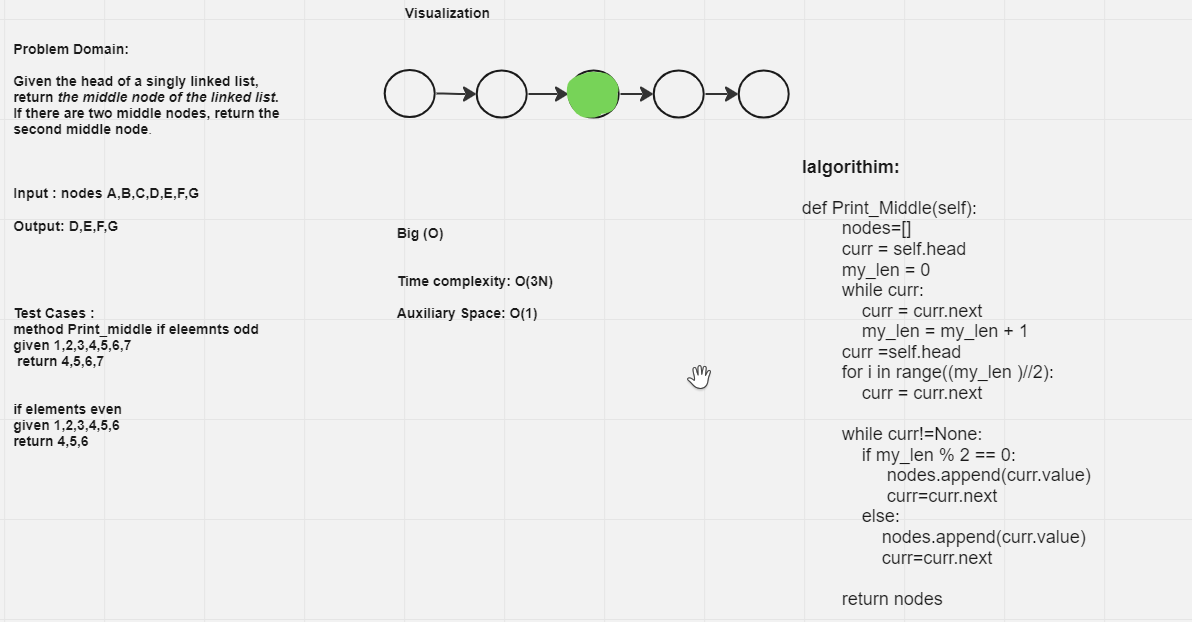 Visualization
Problem Domain:
Given the head of a singly linked list,
return the middle node of the linked list.
If there are two middle nodes, return the
second middle node.
Input : nodes A,B,C,D,E,F,G
Output: D,E,F,G
Test Cases :
method Print_middle if eleemnts odd
given 1,2,3,4,5,6,7
return 4,5,6,7
if elements even
given 1,2,3,4,5,6
return 4,5,6
Big (O)
Time complexity: O(3N)
Auxiliary Space: O(1)
lalgorithim:
def Print_Middle(self):
nodes=[]
curr = self.head
my_len = 0
while curr:
curr = curr.next
my_len = my_len + 1
curr =self.head
for i in range((my_len )//2):
curr = curr.next
while curr!=None:
if my_len % 2 == 0:
nodes.append(curr.value)
curr=curr.next
else:
nodes.append(curr.value)
curr=curr.next
return nodes